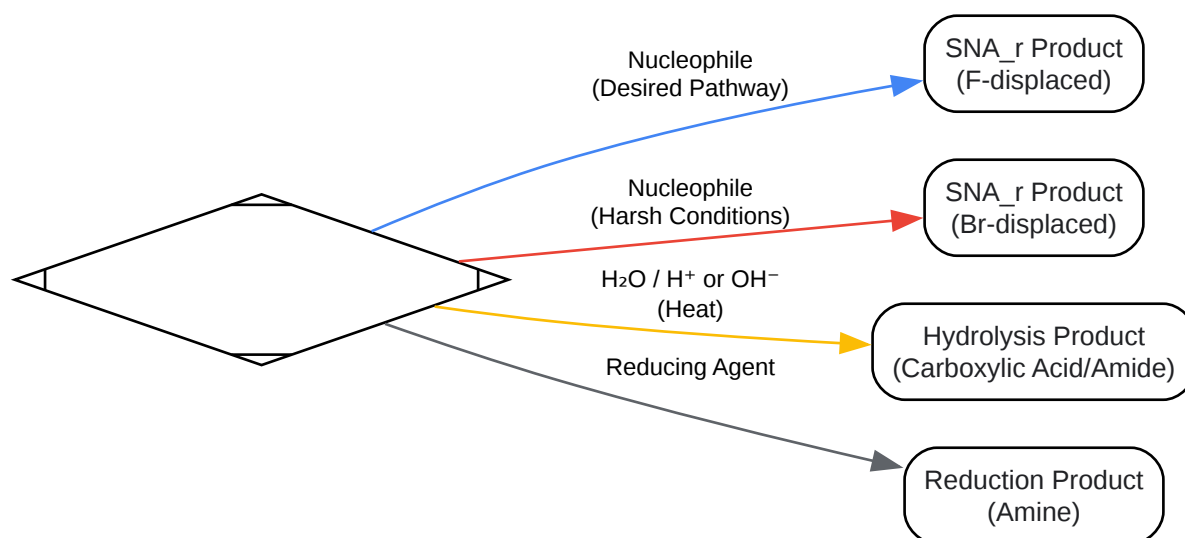 Nucleophile
(Desired Pathway)
SNA_r Product
(F-displaced)
Nucleophile
(Harsh Conditions)
SNA_r Product
(Br-displaced)
H₂O / H⁺ or OH⁻
(Heat)
Hydrolysis Product
(Carboxylic Acid/Amide)
Reducing Agent
Reduction Product
(Amine)